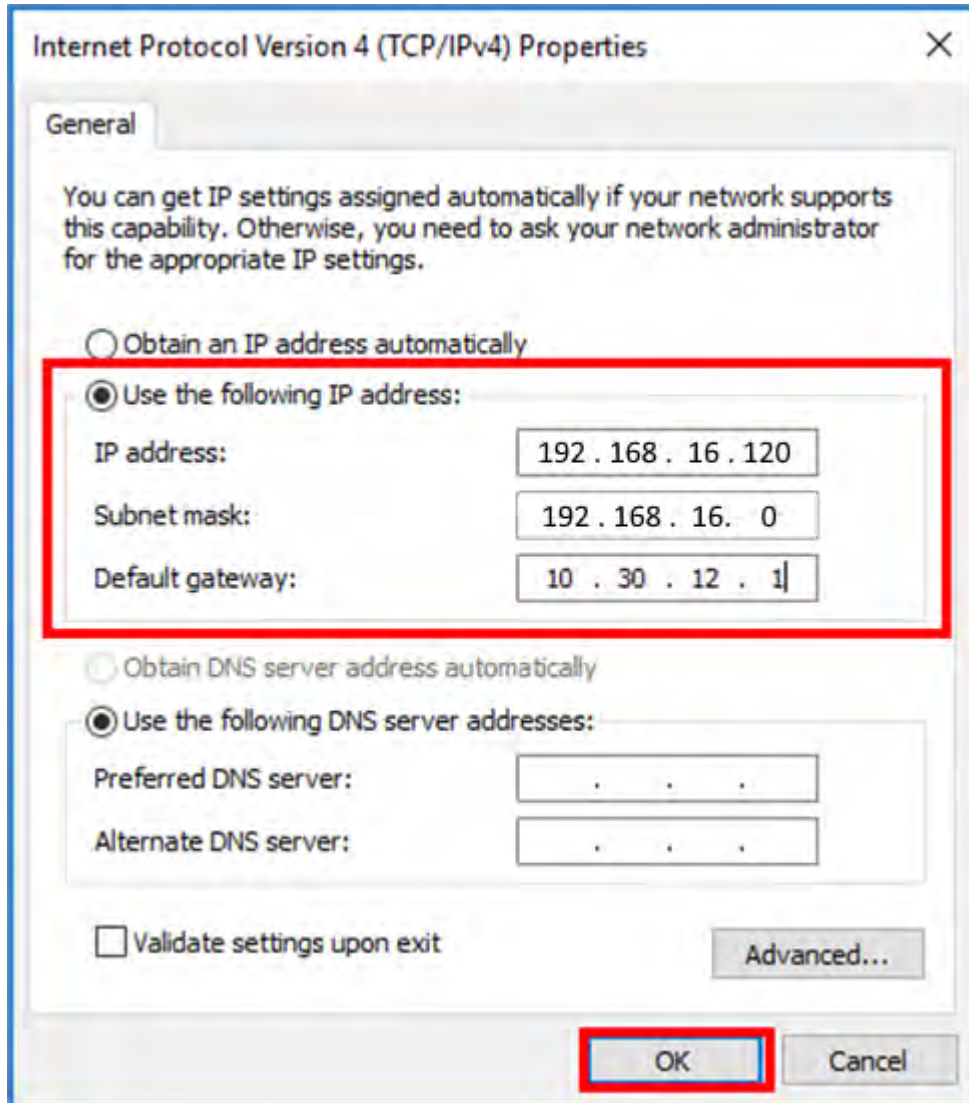 Internet Protocol Version 4 (TCP/IPv4) Properties
General
You can get IP settings assigned automatically if your network supports
this capability. Otherwise, you need to ask your network administrator
for the appropriate IP settings.
Obtain an IP address automatically
Use the following IP address:
IP address: 192 . 168 . 16 . 120
Subnet mask: 192 . 168 . 16. 0
Default gateway: 10 . 30 . 12 . 1
Obtain DNS server address automatically
Use the following DNS server addresses:
Preferred DNS server: . . .
Alternate DNS server: . . .
Validate settings upon exit
Advanced...
OK Cancel